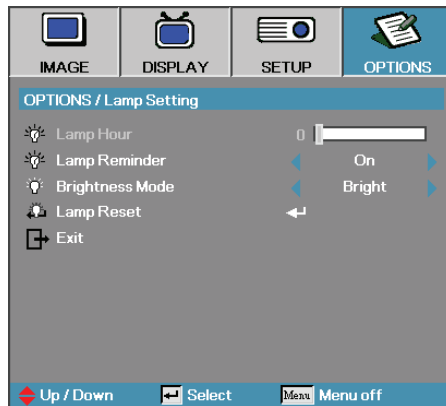 IMAGE DISPLAY SETUP OPTIONS
OPTIONS / Lamp Setting
Lamp Hour 0
Lamp Reminder On
Brightness Mode Bright
Lamp Reset
Exit
Up / Down Select Menu Menu off